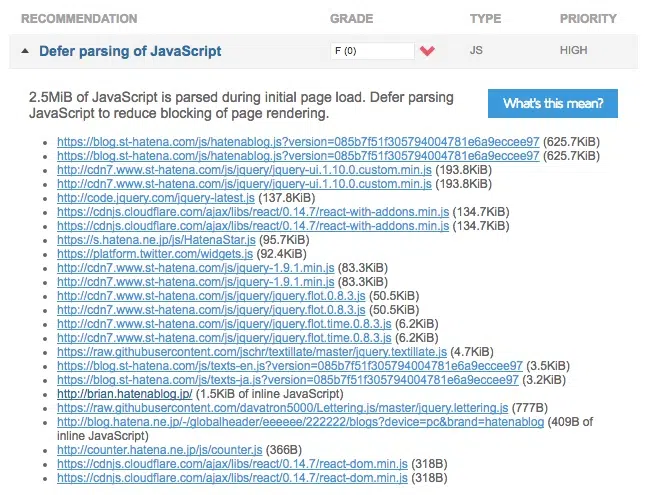 RECOMMENDATION GRADE TYPE PRIORITY
Defer parsing of JavaScript F (0) JS HIGH
2.5MiB of JavaScript is parsed during initial page load. Defer parsing
JavaScript to reduce blocking of page rendering.
What's this mean?
https://blog.st-hatena.com/js/hatenablog.js?version=085b7f51f305794004781e6a9eccee97 (625.7KiB)
https://blog.st-hatena.com/js/hatenablog.js?version=085b7f51f305794004781e6a9eccee97 (625.7KiB)
http://cdn7.www.st-hatena.com/js/jquery/jquery-ui.1.10.0.custom.min.js (193.8KiB)
http://cdn7.www.st-hatena.com/js/jquery/jquery-ui.1.10.0.custom.min.js (193.8KiB)
http://code.jquery.com/jquery-latest.js (137.8KiB)
https://cdnjs.cloudflare.com/ajax/libs/react/0.14.7/react-with-addons.min.js (134.7KiB)
https://cdnjs.cloudflare.com/ajax/libs/react/0.14.7/react-with-addons.min.js (134.7KiB)
https://s.hatena.ne.jp/js/HatenaStar.js (95.7KiB)
https://platform.twitter.com/widgets.js (92.4KiB)
http://cdn7.www.st-hatena.com/js/jquery-1.9.1.min.js (83.3KiB)
http://cdn7.www.st-hatena.com/js/jquery-1.9.1.min.js (83.3KiB)
http://cdn7.www.st-hatena.com/js/jquery/jquery.flot.0.8.3.js (50.5KiB)
http://cdn7.www.st-hatena.com/js/jquery/jquery.flot.0.8.3.js (50.5KiB)
http://cdn7.www.st-hatena.com/js/jquery/jquery.flot.time.0.8.3.js (6.2KiB)
http://cdn7.www.st-hatena.com/js/jquery/jquery.flot.time.0.8.3.js (6.2KiB)
https://raw.githubusercontent.com/jschr/textillate/master/jquery.textillate.js (4.7KiB)
https://blog.st-hatena.com/js/texts-en.js?version=085b7f51f305794004781e6a9eccee97 (3.5KiB)
https://blog.st-hatena.com/js/texts-ja.js?version=085b7f51f305794004781e6a9eccee97 (3.2KiB)
http://brian.hatenablog.jp/ (1.5KiB of inline JavaScript)
https://raw.githubusercontent.com/davatron5000/Lettering.js/master/jquery.lettering.js (777B)
http://blog.hatena.ne.jp/-/globalheader/eeeeee/222222/blogs?device=pc&brand=hatenablog (409B of
inline JavaScript)
http://counter.hatena.ne.jp/js/counter.js (366B)
https://cdnjs.cloudflare.com/ajax/libs/react/0.14.7/react-dom.min.js (318B)
https://cdnjs.cloudflare.com/ajax/libs/react/0.14.7/react-dom.min.js (318B)